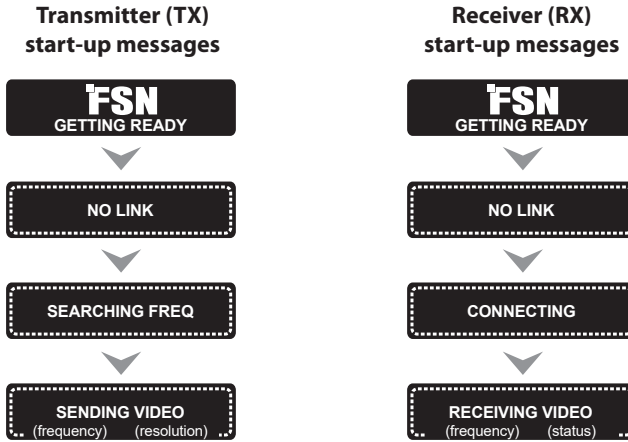 Transmitter (TX)
start-up messages
FSN
GETTING READY
NO LINK
SEARCHING FREQ
SENDING VIDEO
(frequency) (resolution)
Receiver (RX)
start-up messages
FSN
GETTING READY
NO LINK
CONNECTING
RECEIVING VIDEO
(frequency) (status)